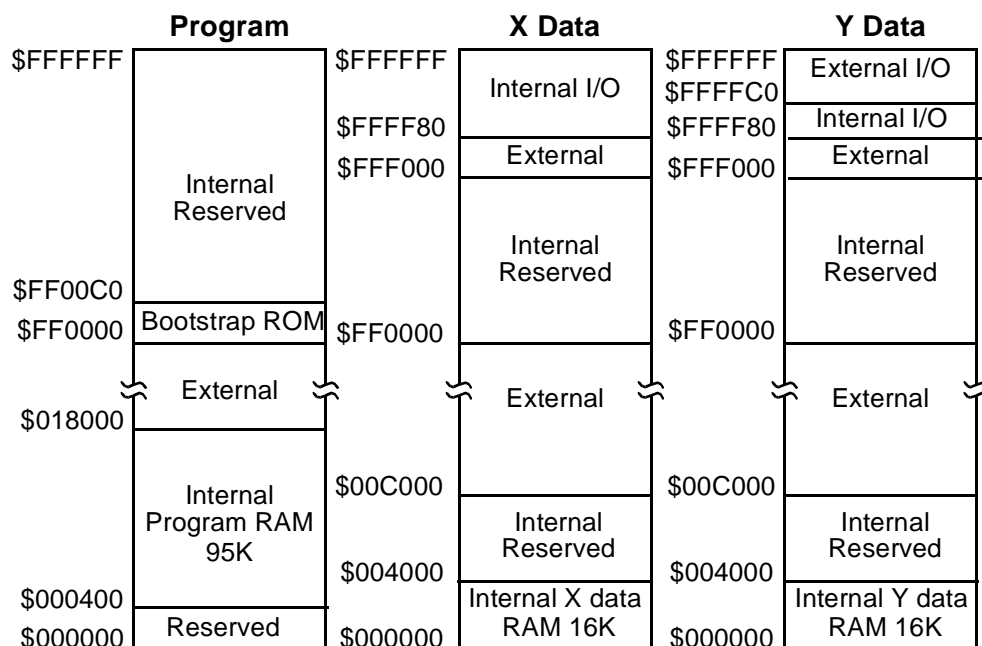 Program
$FFFFFF
Internal
Reserved
$FF00C0
Bootstrap ROM
$FF0000
External
$018000
Internal
Program RAM
95K
$000400
Reserved
$000000
X Data
$FFFFFF
Internal I/O
$FFFF80
External
$FFF000
Internal
Reserved
$FF0000
External
$00C000
Internal
Reserved
$004000
Internal X data
RAM 16K
$000000
Y Data
$FFFFFF
External I/O
$FFFFC0
Internal I/O
$FFFF80
External
$FFF000
Internal
Reserved
$FF0000
External
$00C000
Internal
Reserved
$004000
Internal Y data
RAM 16K
$000000